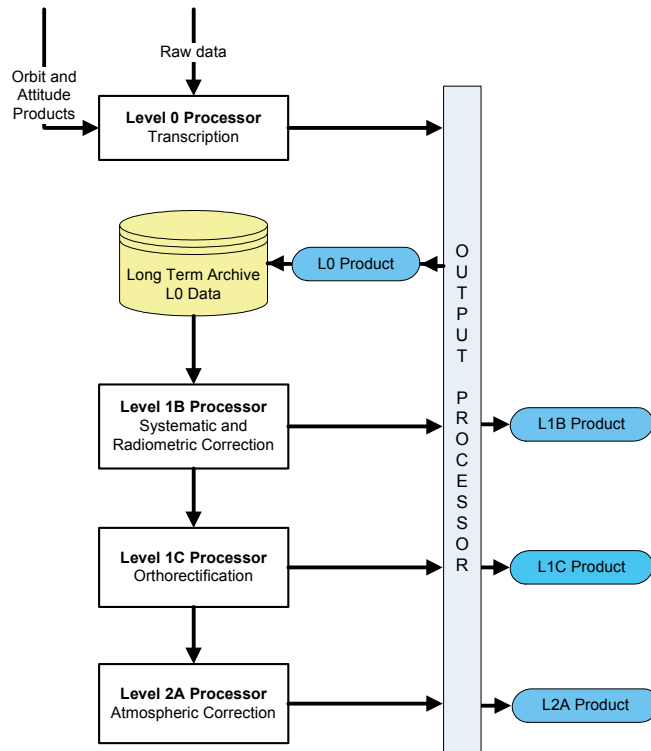 Raw data
Orbit and
Attitude
Products
Level 0 Processor
Transcription
Long Term Archive
L0 Data
L0 Product
OUTPUT PROCESSOR
Level 1B Processor
Systematic and
Radiometric Correction
L1B Product
Level 1C Processor
Orthorectification
L1C Product
Level 2A Processor
Atmospheric Correction
L2A Product